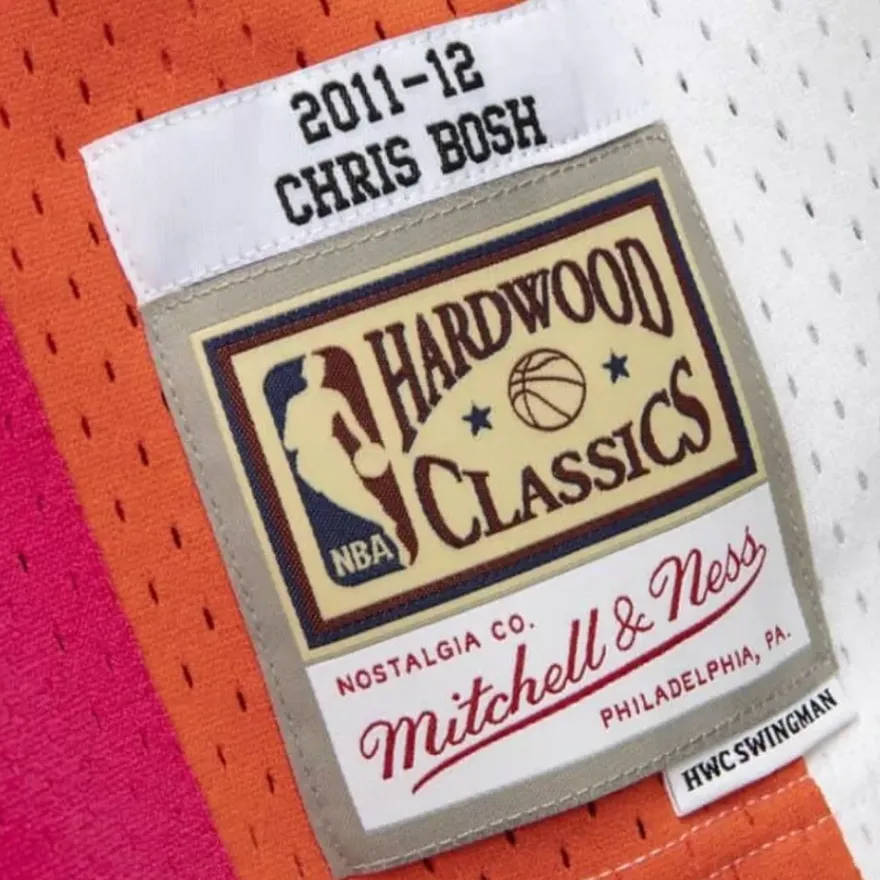 2011-12
CHRIS BOSH
HARDWOOD
CLASSICS
NBA
NOSTALGIA CO.
Mitchell & Ness
PHILADELPHIA, PA.
HWC SWINGMAN